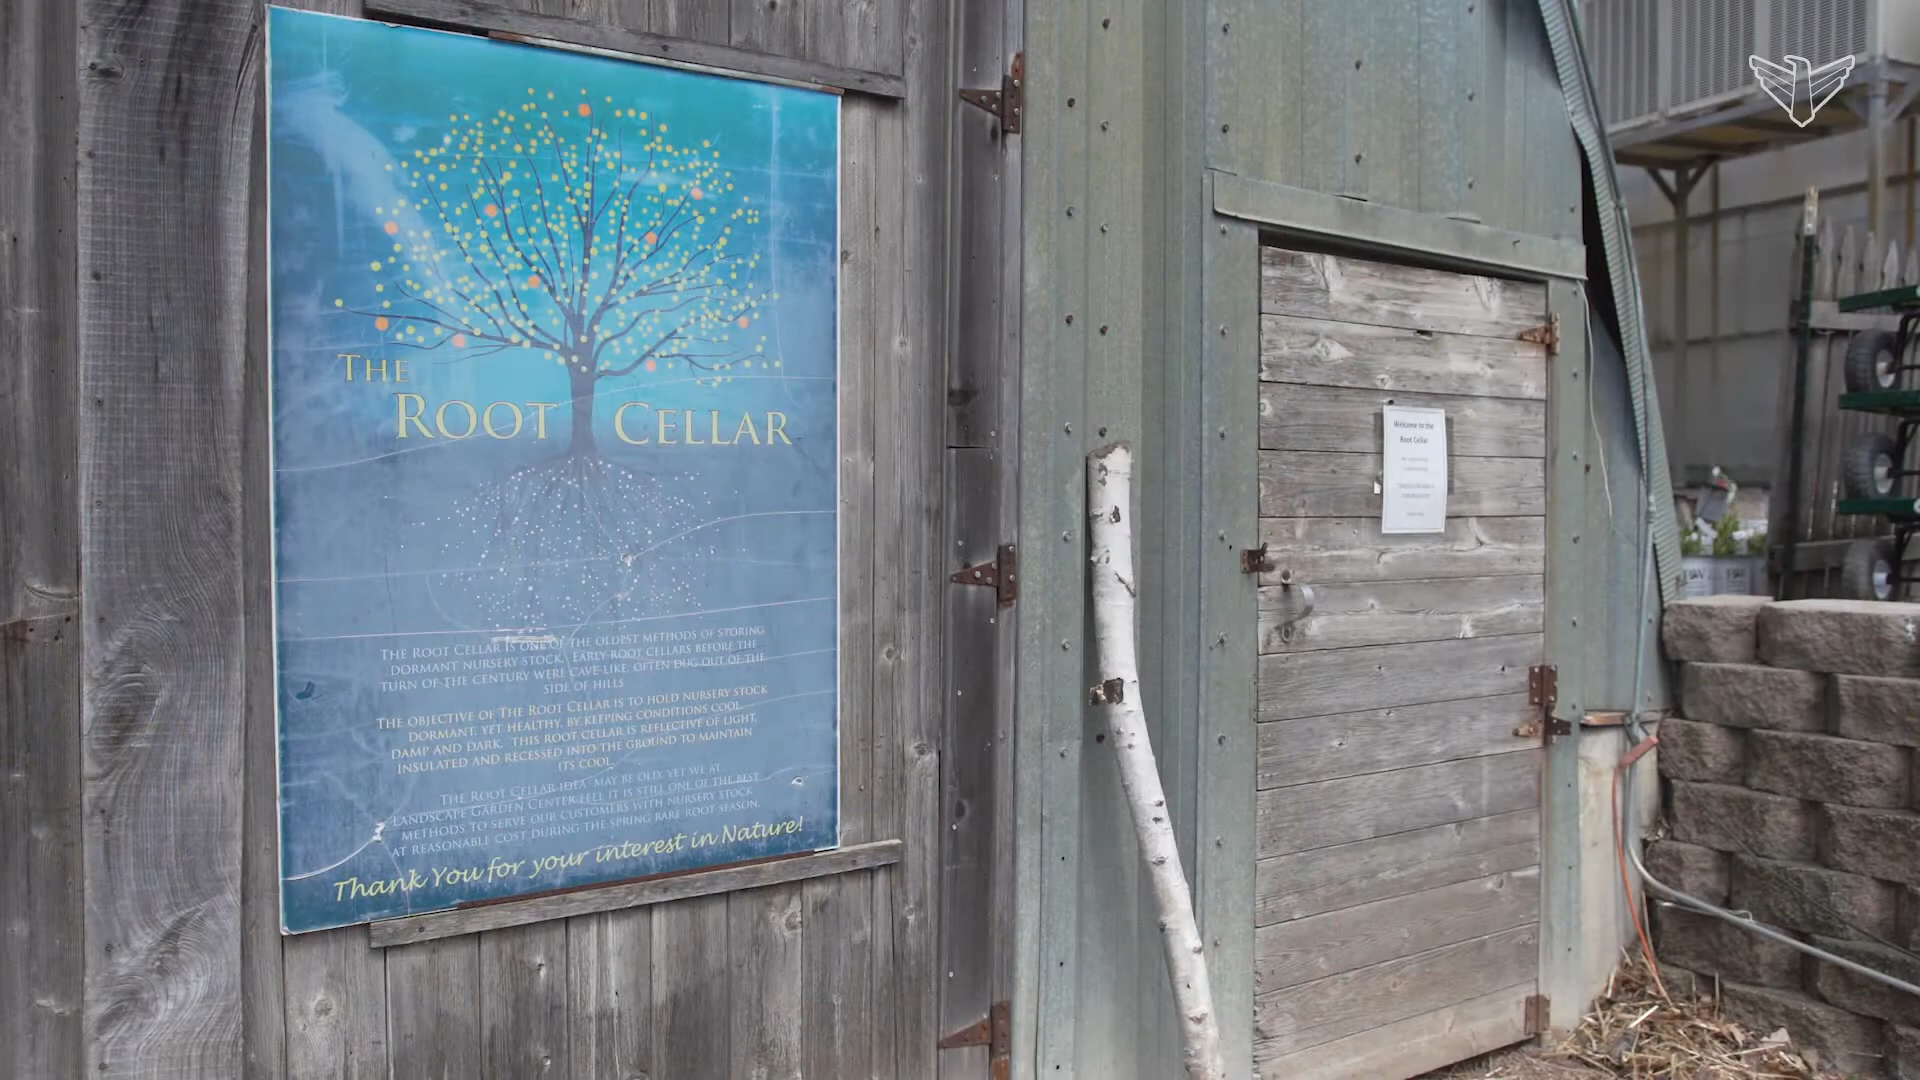 THE
ROOT CELLAR
THE ROOT CELLAR IS ONE OF THE OLDEST METHODS OF STORING
DORMANT NURSERY STOCK. EARLY ROOT CELLARS BEFORE THE
TURN OF THE CENTURY WERE CAVE-LIKE, OFTEN DUG OUT OF THE
SIDE OF HILLS
THE OBJECTIVE OF THE ROOT CELLAR IS TO HOLD NURSERY STOCK
DORMANT, YET HEALTHY, BY KEEPING CONDITIONS COOL,
DAMP AND DARK. THIS ROOT CELLAR IS REFLECTIVE OF LIGHT,
INSULATED AND RECESSED INTO THE GROUND TO MAINTAIN
ITS COOL.
THE ROOT CELLAR IDEA MAY BE OLD, YET WE AT
LANDSCAPE GARDEN CENTER FEEL IT IS STILL ONE OF THE BEST
METHODS TO SERVE OUR CUSTOMERS WITH NURSERY STOCK
AT REASONABLE COST DURING THE SPRING BARE ROOT SEASON.
Thank You for your interest in Nature!
Welcome to the
Root Cellar